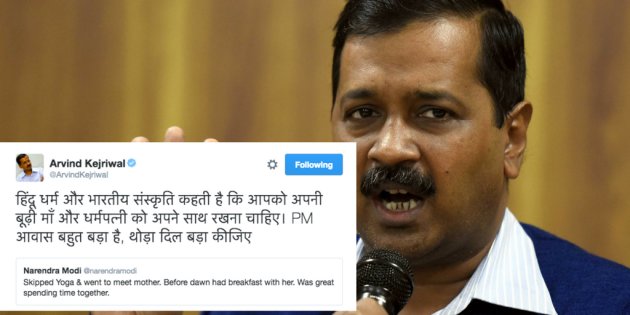 Arvind Kejriwal
@ArvindKejriwal
Following
हिंदू धर्म और भारतीय संस्कृति कहती है कि आपको अपनी
बूढ़ी माँ और धर्मपत्नी को अपने साथ रखना चाहिए। PM
आवास बहुत बड़ा है, थोड़ा दिल बड़ा कीजिए
Narendra Modi @narendramodi
Skipped Yoga & went to meet mother. Before dawn had breakfast with her. Was great
spending time together.